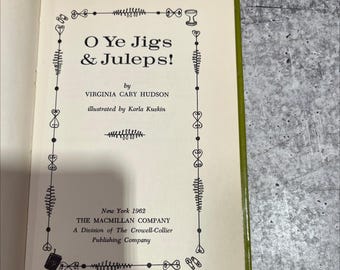 O Ye Jigs
& Juleps!
by
VIRGINIA CARY HUDSON
illustrated by Karla Kuskin
New York 1962
THE MACMILLAN COMPANY
A Division of The Crowell-Collier
Publishing Company